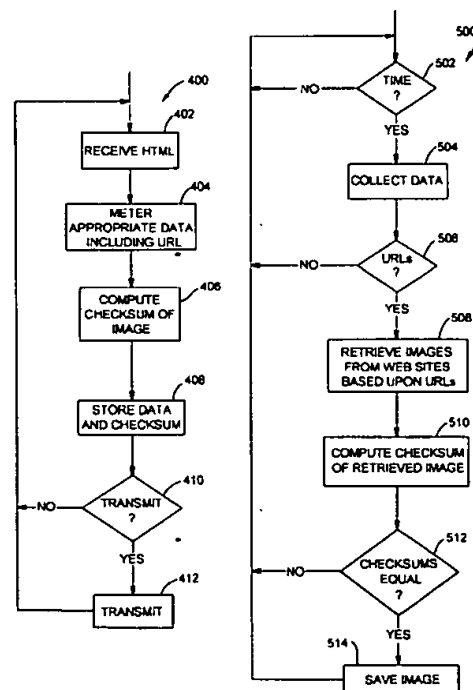 400
402
RECEIVE HTML
404
METER
APPROPRIATE DATA
INCLUDING URL
406
COMPUTE
CHECKSUM OF
IMAGE
408
STORE DATA
AND CHECKSUM
410
TRANSMIT
?
NO
YES
412
TRANSMIT
500
502
TIME
?
NO
YES
504
COLLECT DATA
506
URLs
?
NO
YES
508
RETRIEVE IMAGES
FROM WEB SITES
BASED UPON URLs
510
COMPUTE CHECKSUM
OF RETRIEVED IMAGE
512
CHECKSUMS
EQUAL
?
NO
YES
514
SAVE IMAGE